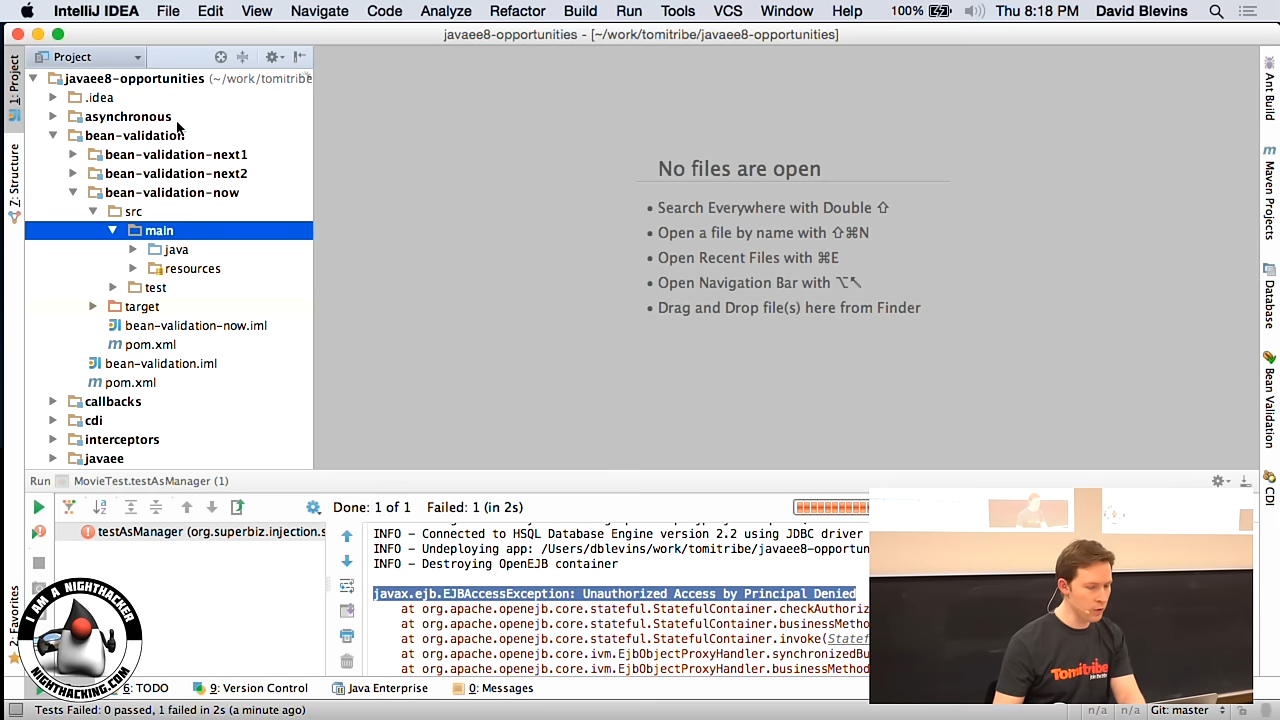 IntelliJ IDEA File Edit View Navigate Code Analyze Refactor Build Run Tools VCS Window Help 100% Thu 8:18 PM David Blevins
javaee8-opportunities - [~/work/tomitribe/javaee8-opportunities]
Project
1: Project
Z: Structure
2: Favorites
javaee8-opportunities (~/work/tomitribe
.idea
asynchronous
bean-validation
bean-validation-next1
bean-validation-next2
bean-validation-now
src
main
java
resources
test
target
bean-validation-now.iml
pom.xml
bean-validation.iml
pom.xml
callbacks
cdi
interceptors
javaee
No files are open
• Search Everywhere with Double ⇧
• Open a file by name with ⇧⌘N
• Open Recent Files with ⌘E
• Open Navigation Bar with ⌥↖
• Drag and Drop file(s) here from Finder
Ant Build
Maven Projects
Database
Bean Validation
CDI
Run MovieTest.testAsManager (1)
Done: 1 of 1 Failed: 1 (in 2s)
testAsManager (org.superbiz.injection.s
INFO - Connected to HSQL Database Engine version 2.2 using JDBC driver
INFO - Undeploying app: /Users/dblevins/work/tomitribe/javaee8-opportun
INFO - Destroying OpenEJB container
javax.ejb.EJBAccessException: Unauthorized Access by Principal Denied
at org.apache.openejb.core.stateful.StatefulContainer.checkAuthoriz
at org.apache.openejb.core.stateful.StatefulContainer.businessMetho
at org.apache.openejb.core.stateful.StatefulContainer.invoke(Statef
at org.apache.openejb.core.ivm.EjbObjectProxyHandler.synchronizedBu
at org.apache.openejb.core.ivm.EjbObjectProxyHandler.businessMethod
I AM A NIGHTHACKER
NIGHTHACKING.COM
Tomitribe
6: TODO 9: Version Control Java Enterprise 0: Messages
Tests Failed: 0 passed, 1 failed in 2s (a minute ago) n/a n/a Git: master